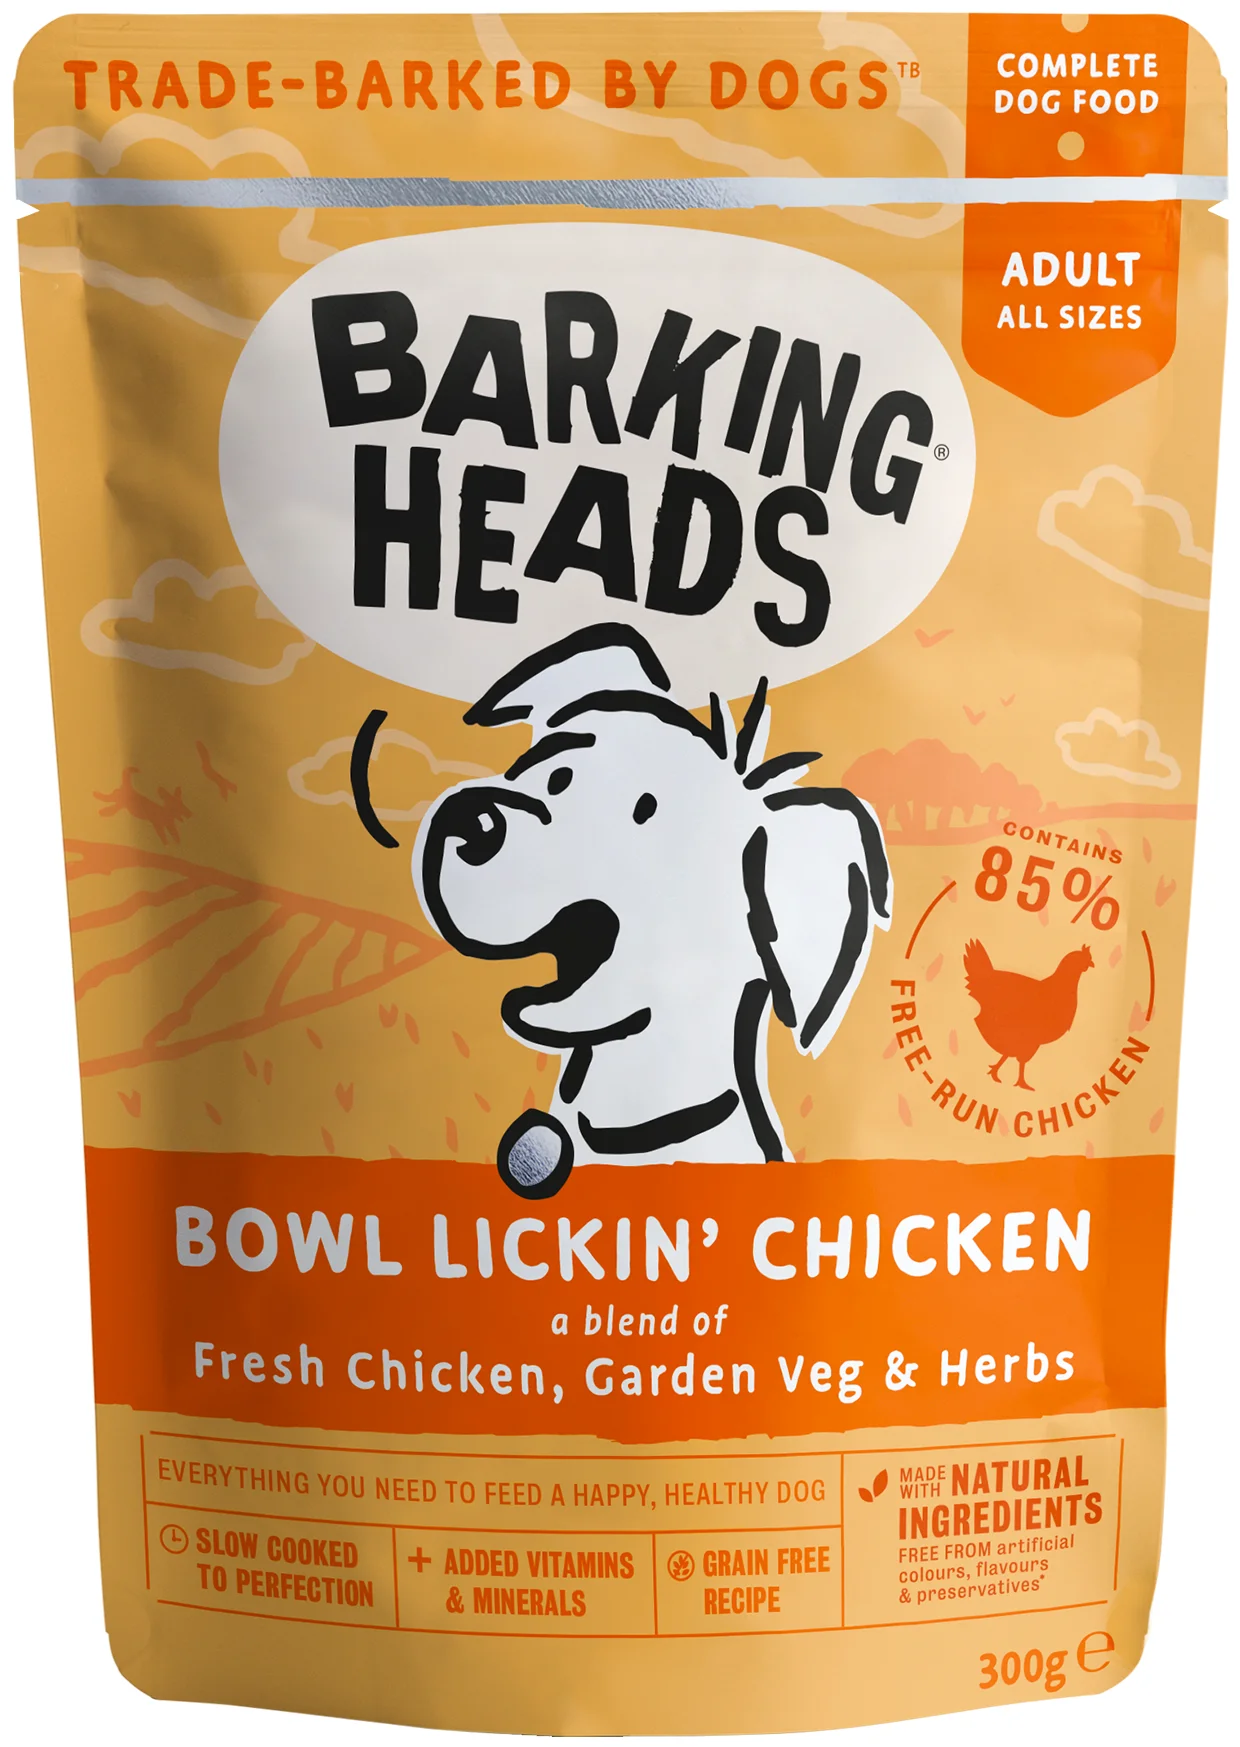 TRADE-BARKED BY DOGS™ᴮ
COMPLETE
DOG FOOD
ADULT
ALL SIZES
BARKING
HEADS®
CONTAINS
85%
FREE-RUN CHICKEN
BOWL LICKIN' CHICKEN
a blend of
Fresh Chicken, Garden Veg & Herbs
EVERYTHING YOU NEED TO FEED A HAPPY, HEALTHY DOG
SLOW COOKED
TO PERFECTION
+ ADDED VITAMINS
& MINERALS
GRAIN FREE
RECIPE
MADE WITH NATURAL
INGREDIENTS
FREE FROM artificial
colours, flavours
& preservatives*
300g ℮